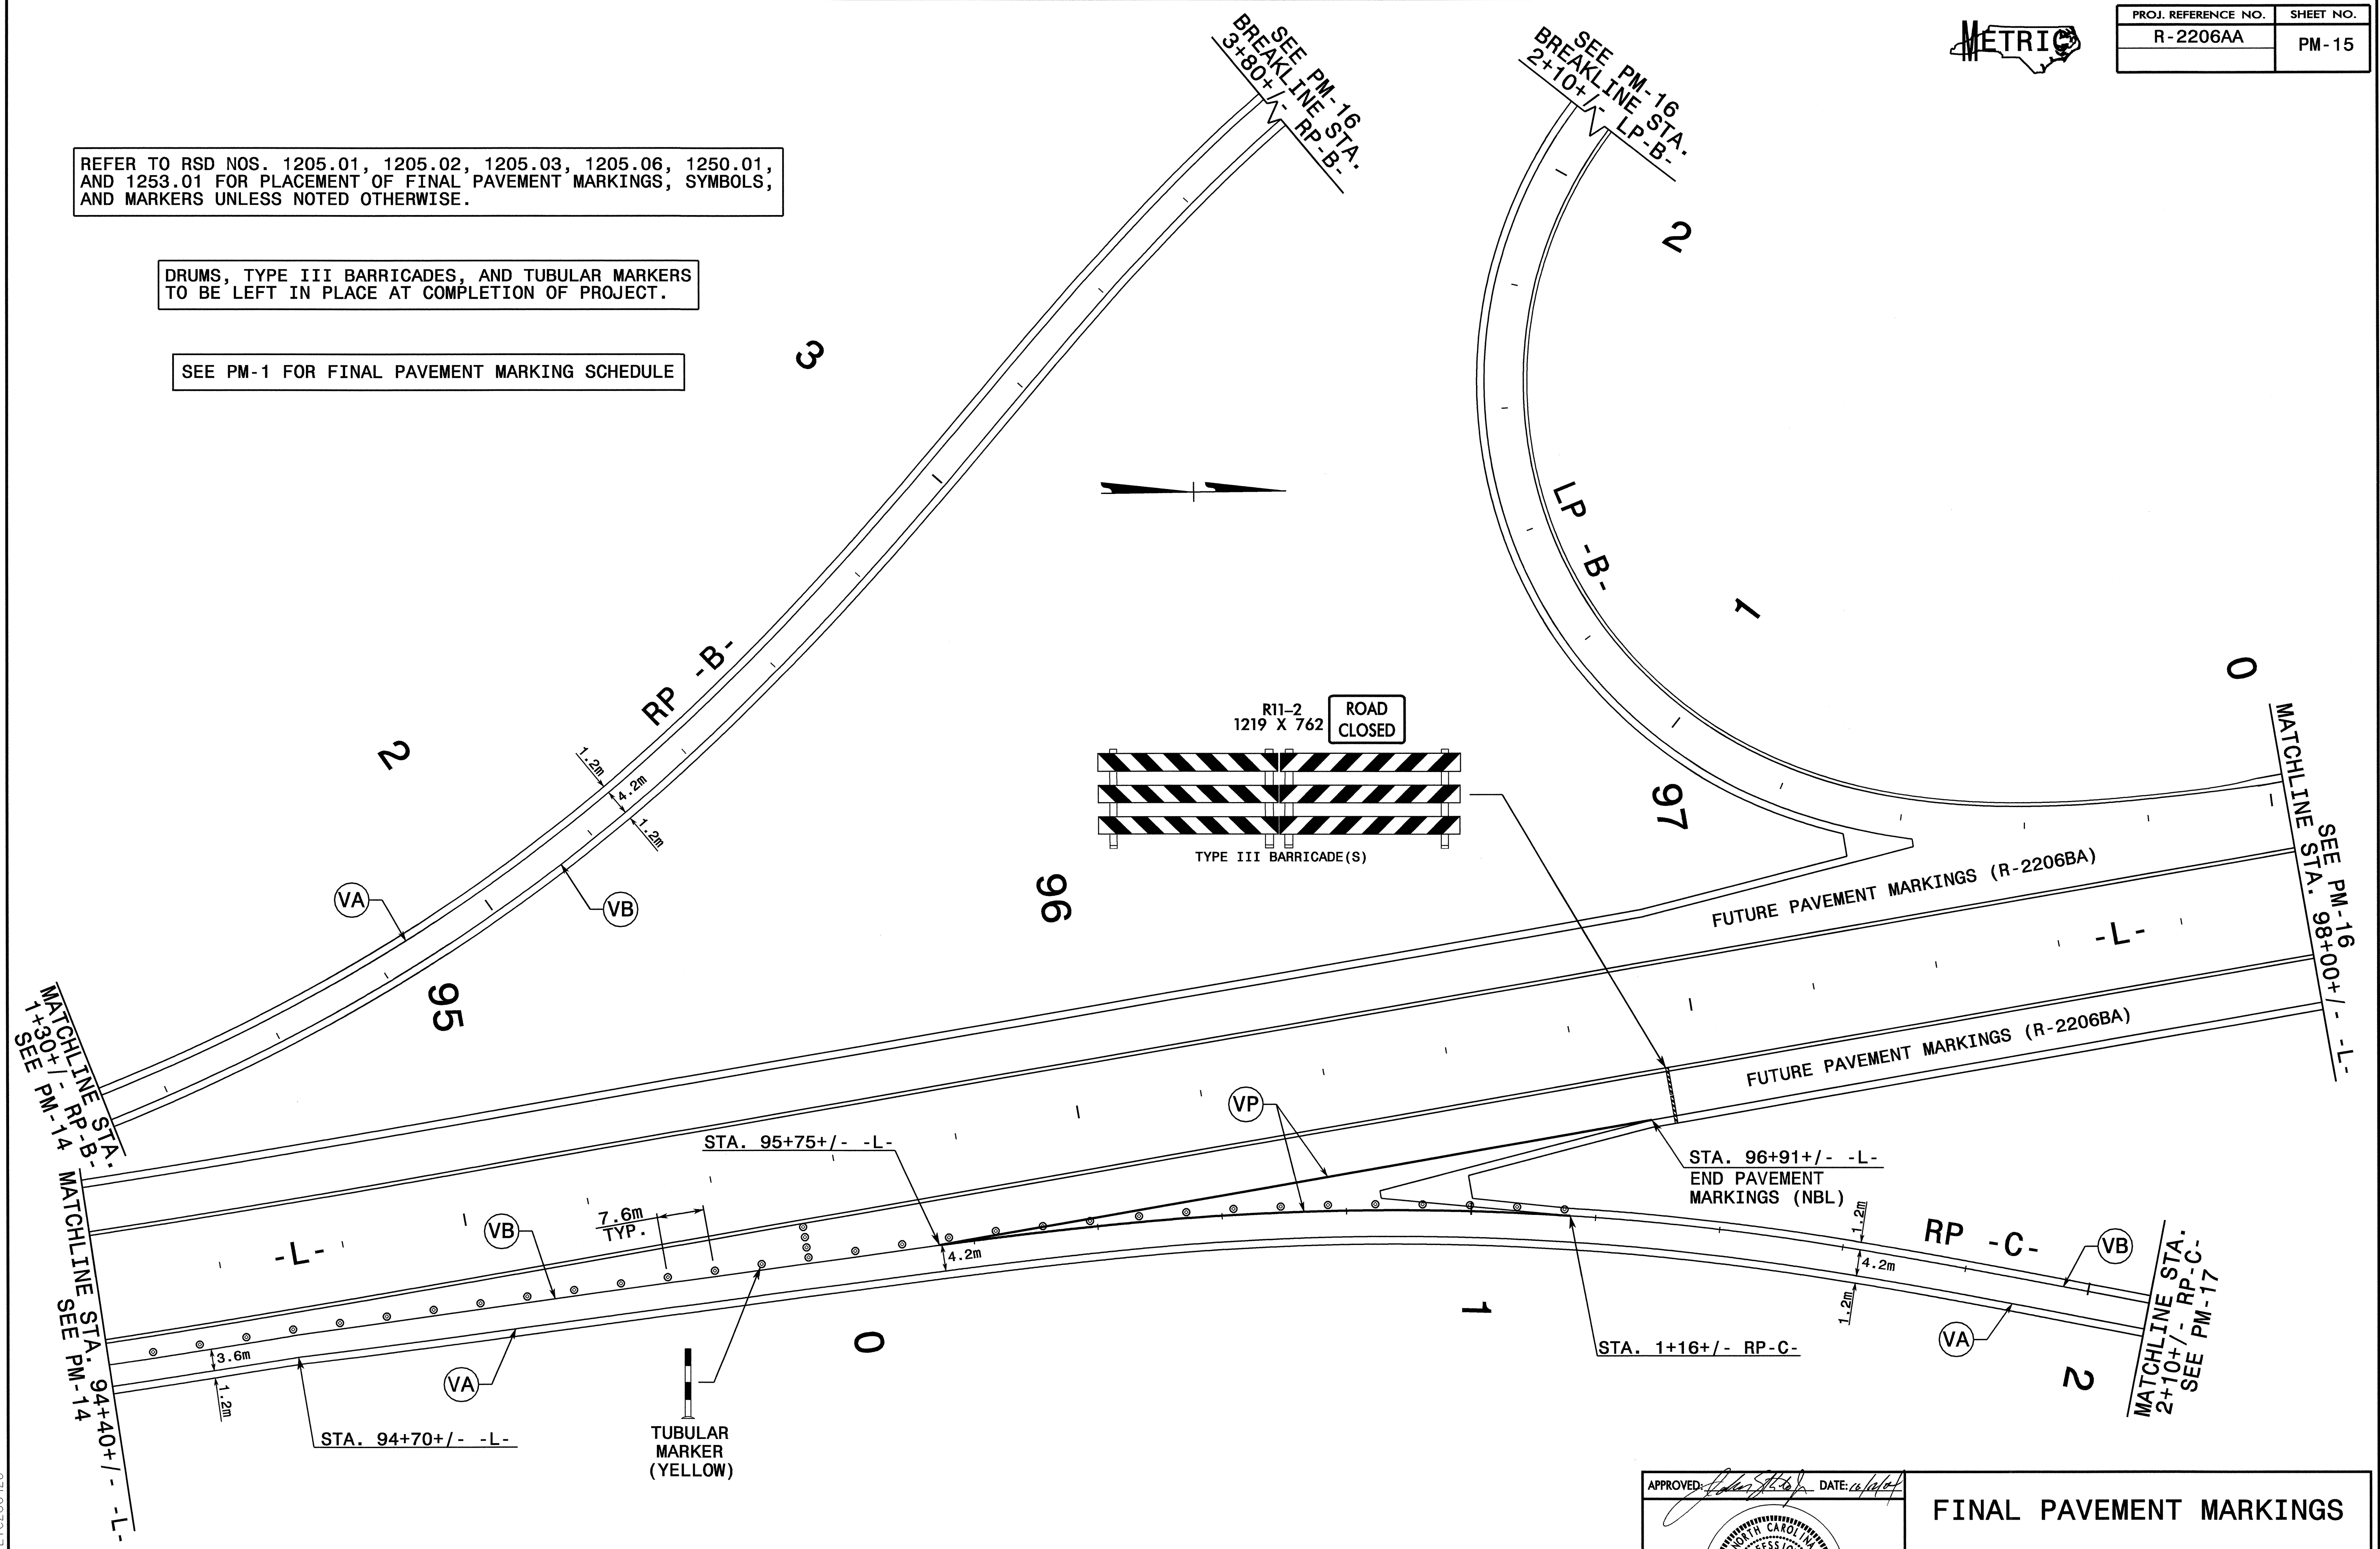 METRIC
PROJ. REFERENCE NO.
SHEET NO.
R-2206AA
PM-15
SEE PM-16
BREAKLINE STA.
3+80+/- RP-B-
SEE PM-16
BREAKLINE STA.
2+10+/- LP-B-
REFER TO RSD NOS. 1205.01, 1205.02, 1205.03, 1205.06, 1250.01,
AND 1253.01 FOR PLACEMENT OF FINAL PAVEMENT MARKINGS, SYMBOLS,
AND MARKERS UNLESS NOTED OTHERWISE.
DRUMS, TYPE III BARRICADES, AND TUBULAR MARKERS
TO BE LEFT IN PLACE AT COMPLETION OF PROJECT.
SEE PM-1 FOR FINAL PAVEMENT MARKING SCHEDULE
2
3
LP -B-
1
0
RP -B-
2
1.2m
4.2m
1.2m
R11-2
1219 X 762
ROAD
CLOSED
TYPE III BARRICADE(S)
97
96
95
VA
VB
FUTURE PAVEMENT MARKINGS (R-2206BA)
-L-
FUTURE PAVEMENT MARKINGS (R-2206BA)
SEE PM-16
MATCHLINE STA. 98+00+/- -L-
MATCHLINE STA.
1+30+/- RP-B-
SEE PM-14
MATCHLINE STA. 94+40+/- -L-
SEE PM-14
STA. 95+75+/- -L-
VP
STA. 96+91+/- -L-
END PAVEMENT
MARKINGS (NBL)
7.6m
TYP.
VB
-L-
4.2m
3.6m
1.2m
VA
0
1
STA. 94+70+/- -L-
TUBULAR
MARKER
(YELLOW)
STA. 1+16+/- RP-C-
1.2m
4.2m
1.2m
RP -C-
VB
VA
2
MATCHLINE STA.
2+10+/- RP-C-
SEE PM-17
APPROVED:
DATE:
FINAL PAVEMENT MARKINGS
NORTH CAROLINA